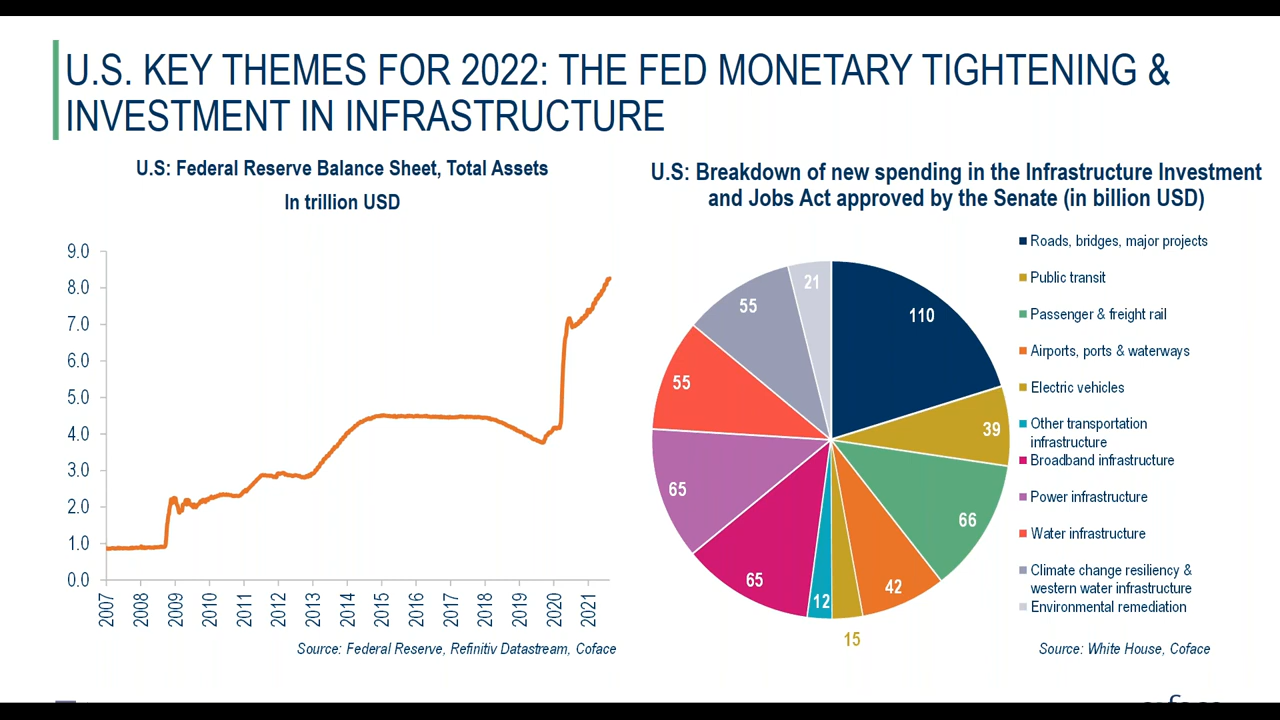 U.S. KEY THEMES FOR 2022: THE FED MONETARY TIGHTENING &
INVESTMENT IN INFRASTRUCTURE
U.S: Federal Reserve Balance Sheet, Total Assets
In trillion USD
9.0
8.0
7.0
6.0
5.0
4.0
3.0
2.0
1.0
0.0
2007
2008
2009
2010
2011
2012
2013
2014
2015
2016
2017
2018
2019
2020
2021
Source: Federal Reserve, Refinitiv Datastream, Coface
U.S: Breakdown of new spending in the Infrastructure Investment
and Jobs Act approved by the Senate (in billion USD)
110
39
66
42
15
12
65
65
55
55
21
Roads, bridges, major projects
Public transit
Passenger & freight rail
Airports, ports & waterways
Electric vehicles
Other transportation
infrastructure
Broadband infrastructure
Power infrastructure
Water infrastructure
Climate change resiliency &
western water infrastructure
Environmental remediation
Source: White House, Coface